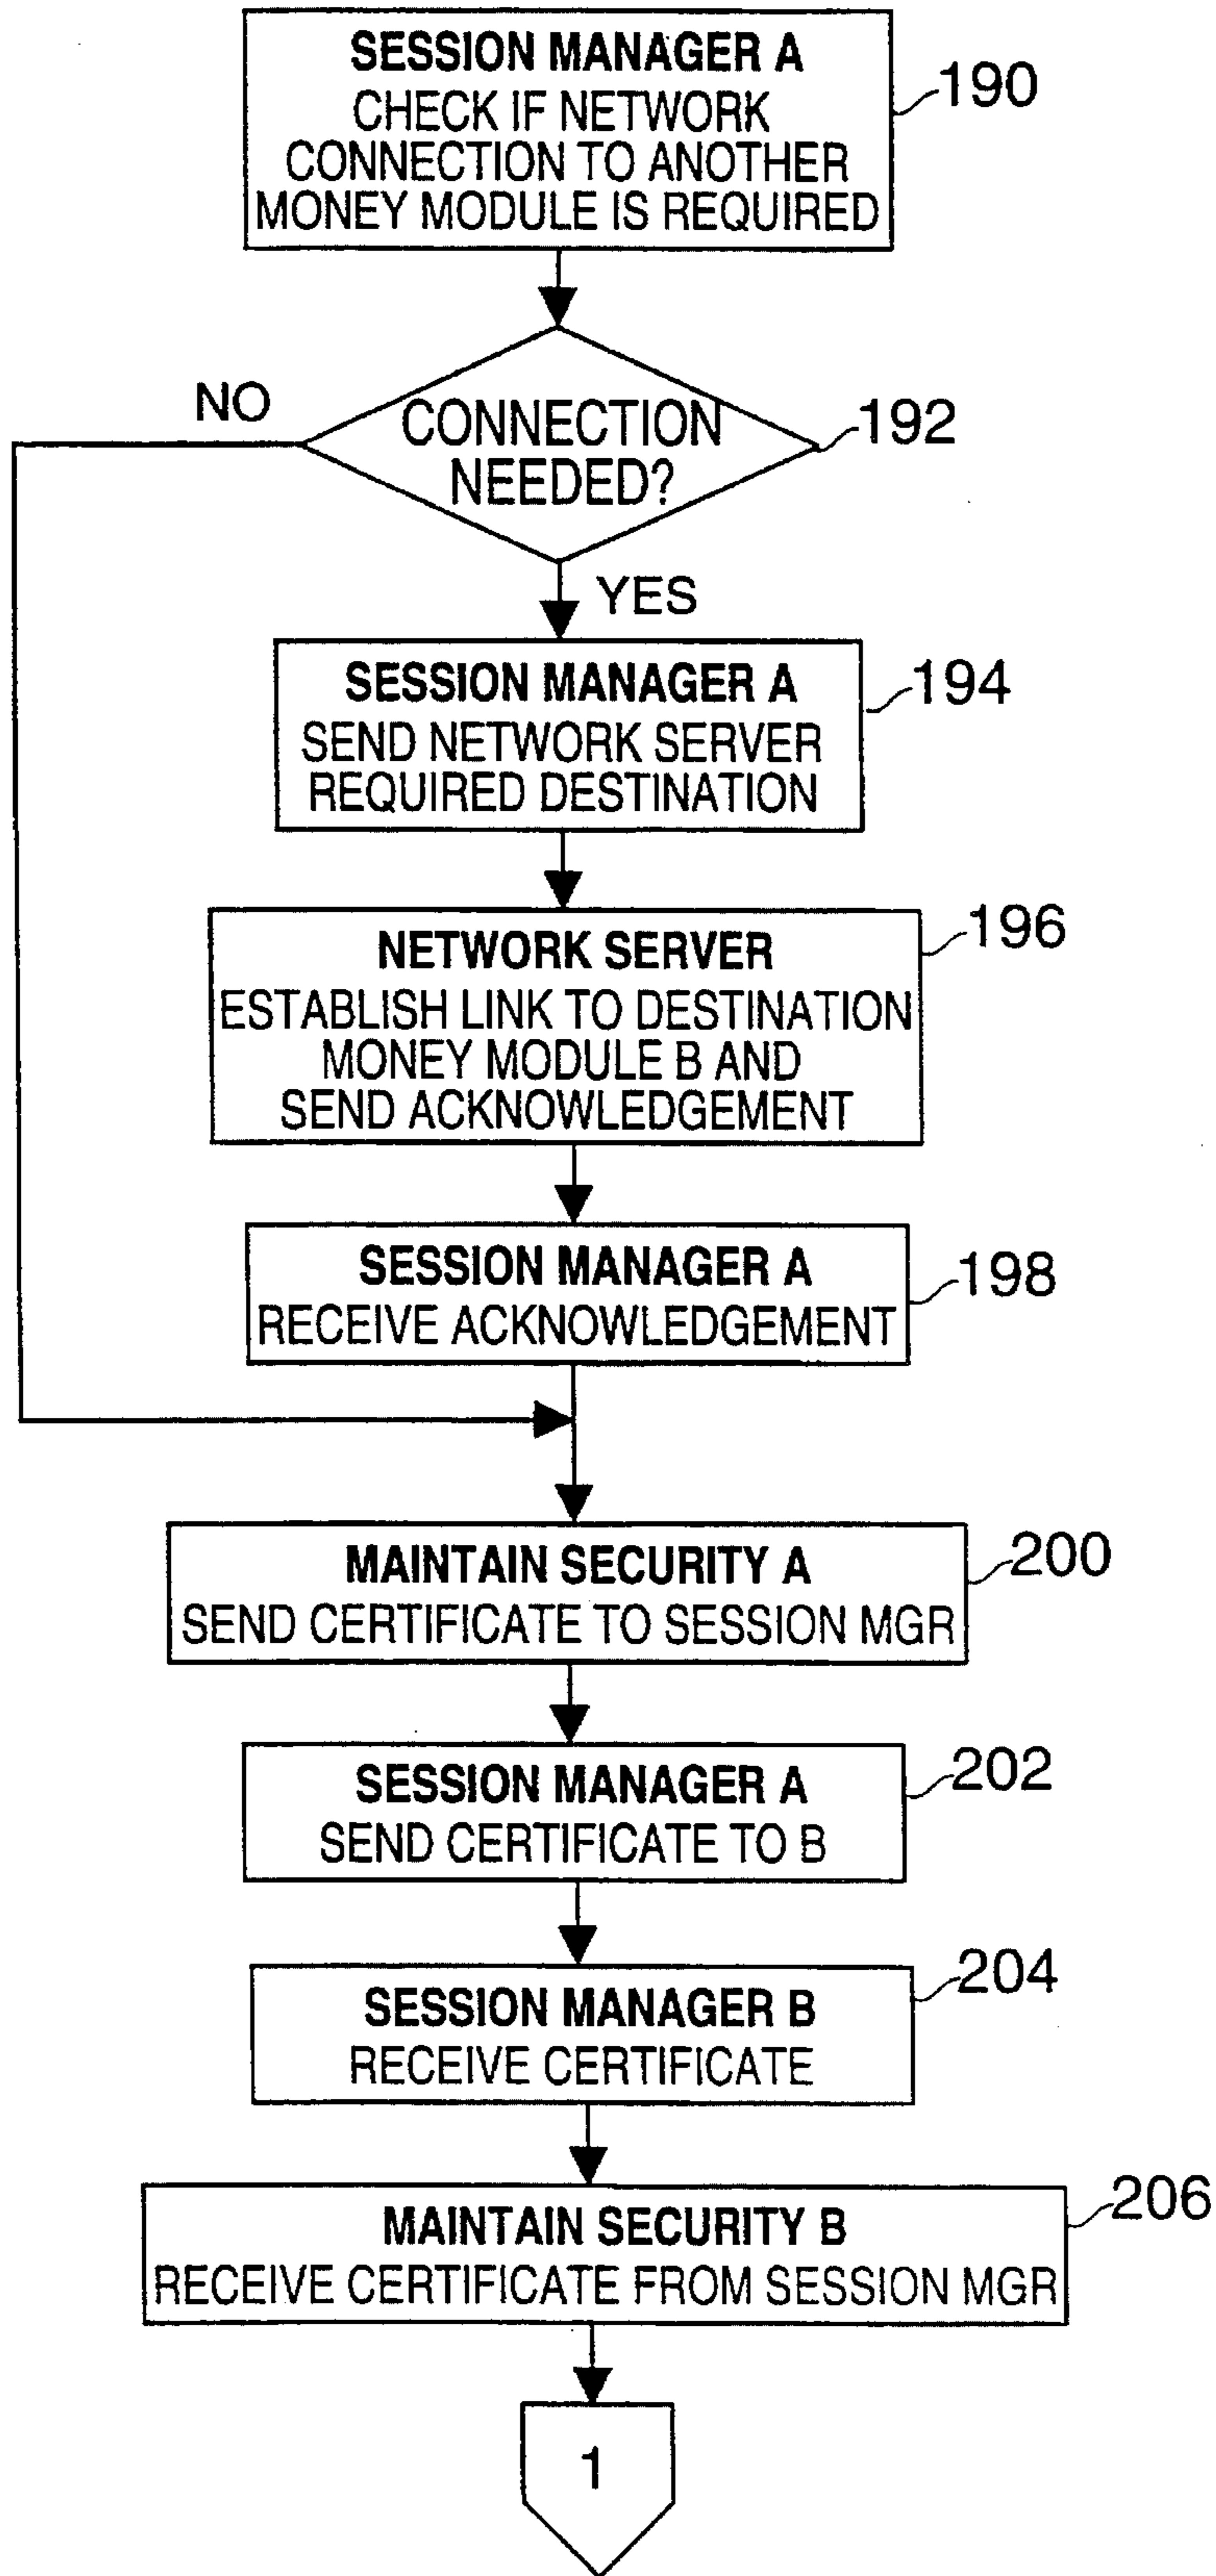 SESSION MANAGER A
CHECK IF NETWORK
CONNECTION TO ANOTHER
MONEY MODULE IS REQUIRED
190
CONNECTION
NEEDED?
192
NO
YES
SESSION MANAGER A
SEND NETWORK SERVER
REQUIRED DESTINATION
194
NETWORK SERVER
ESTABLISH LINK TO DESTINATION
MONEY MODULE B AND
SEND ACKNOWLEDGEMENT
196
SESSION MANAGER A
RECEIVE ACKNOWLEDGEMENT
198
MAINTAIN SECURITY A
SEND CERTIFICATE TO SESSION MGR
200
SESSION MANAGER A
SEND CERTIFICATE TO B
202
SESSION MANAGER B
RECEIVE CERTIFICATE
204
MAINTAIN SECURITY B
RECEIVE CERTIFICATE FROM SESSION MGR
206
1